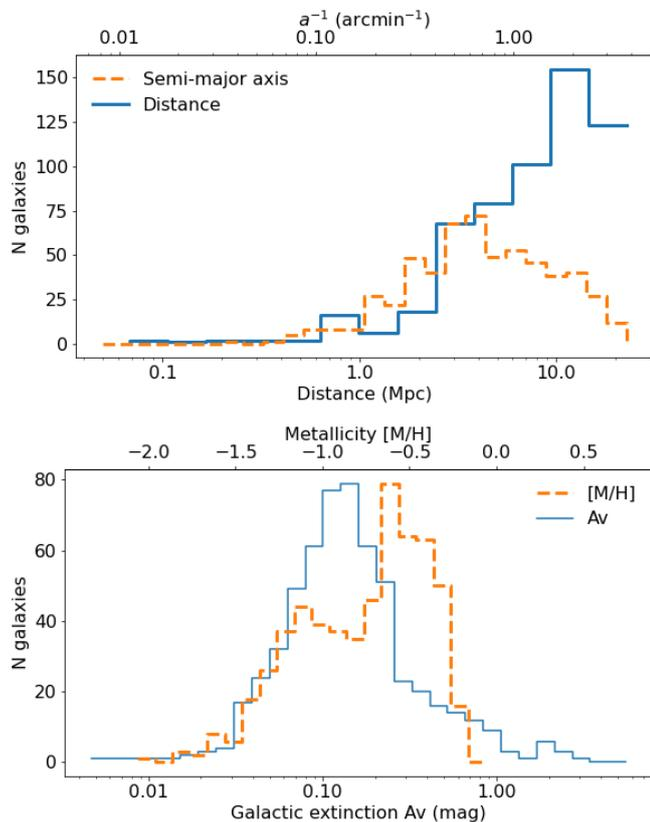 a⁻¹ (arcmin⁻¹)
0.01 0.10 1.00
150
125
100
75
50
25
0
N galaxies
Semi-major axis
Distance
0.1 1.0 10.0
Distance (Mpc)
Metallicity [M/H]
−2.0 −1.5 −1.0 −0.5 0.0 0.5
80
60
40
20
0
N galaxies
[M/H]
Av
0.01 0.10 1.00
Galactic extinction Av (mag)